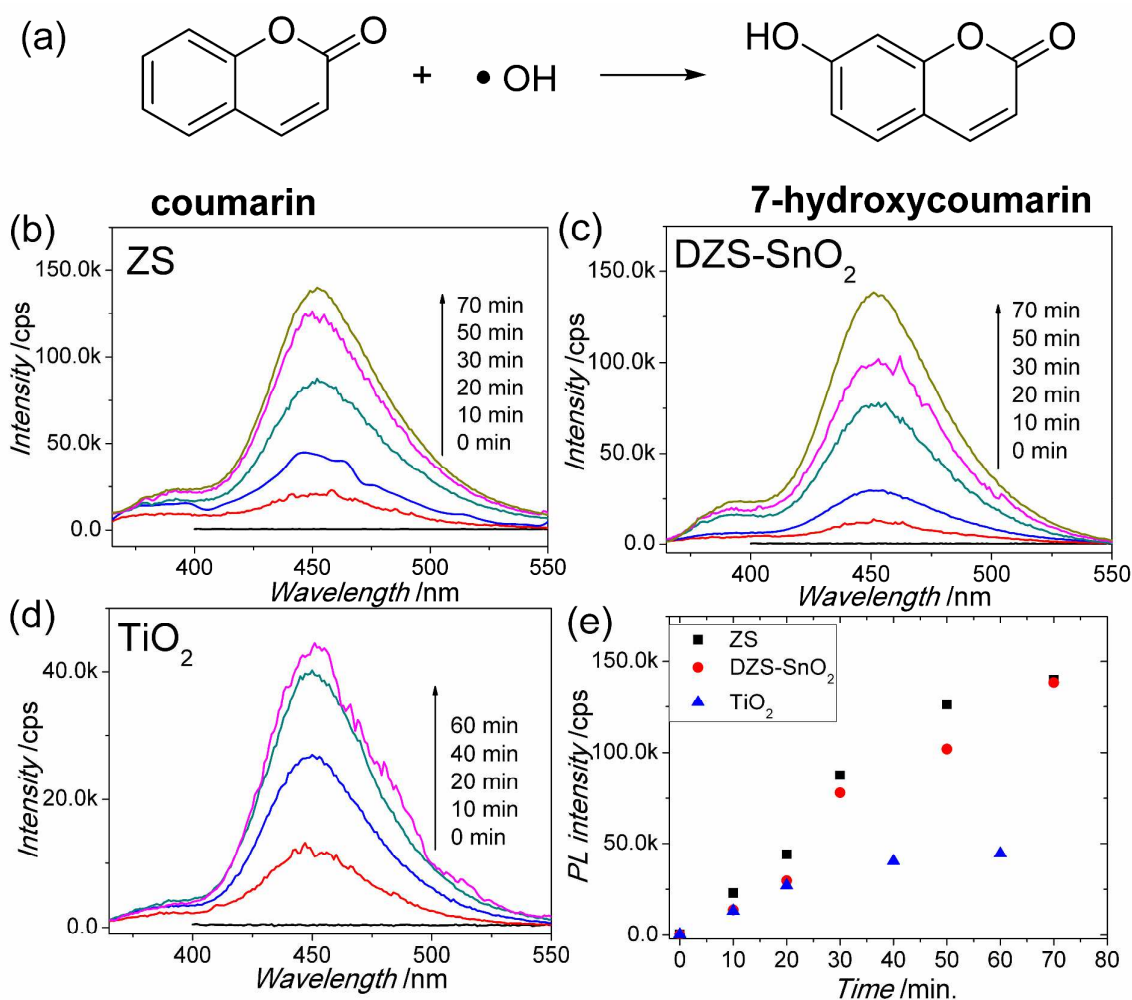 (a)
O
O
+
• OH
HO
O
O
coumarin
7-hydroxycoumarin
(b)
ZS
150.0k
100.0k
50.0k
0.0
Intensity /cps
70 min
50 min
30 min
20 min
10 min
0 min
400
450
500
550
Wavelength /nm
(c)
DZS-SnO₂
150.0k
100.0k
50.0k
0.0
Intensity /cps
70 min
50 min
30 min
20 min
10 min
0 min
400
450
500
550
Wavelength /nm
(d)
TiO₂
40.0k
20.0k
0.0
Intensity /cps
60 min
40 min
20 min
10 min
0 min
400
450
500
550
Wavelength /nm
(e)
ZS
DZS-SnO₂
TiO₂
150.0k
100.0k
50.0k
0.0
PL intensity /cps
0
10
20
30
40
50
60
70
80
Time /min.